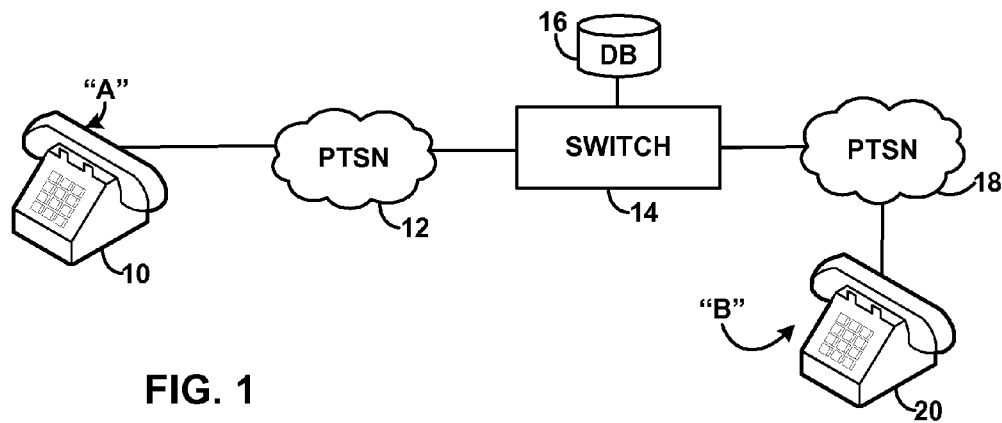 16
DB
“A”
PTSN
SWITCH
PTSN
12
14
18
10
“B”
20
FIG. 1